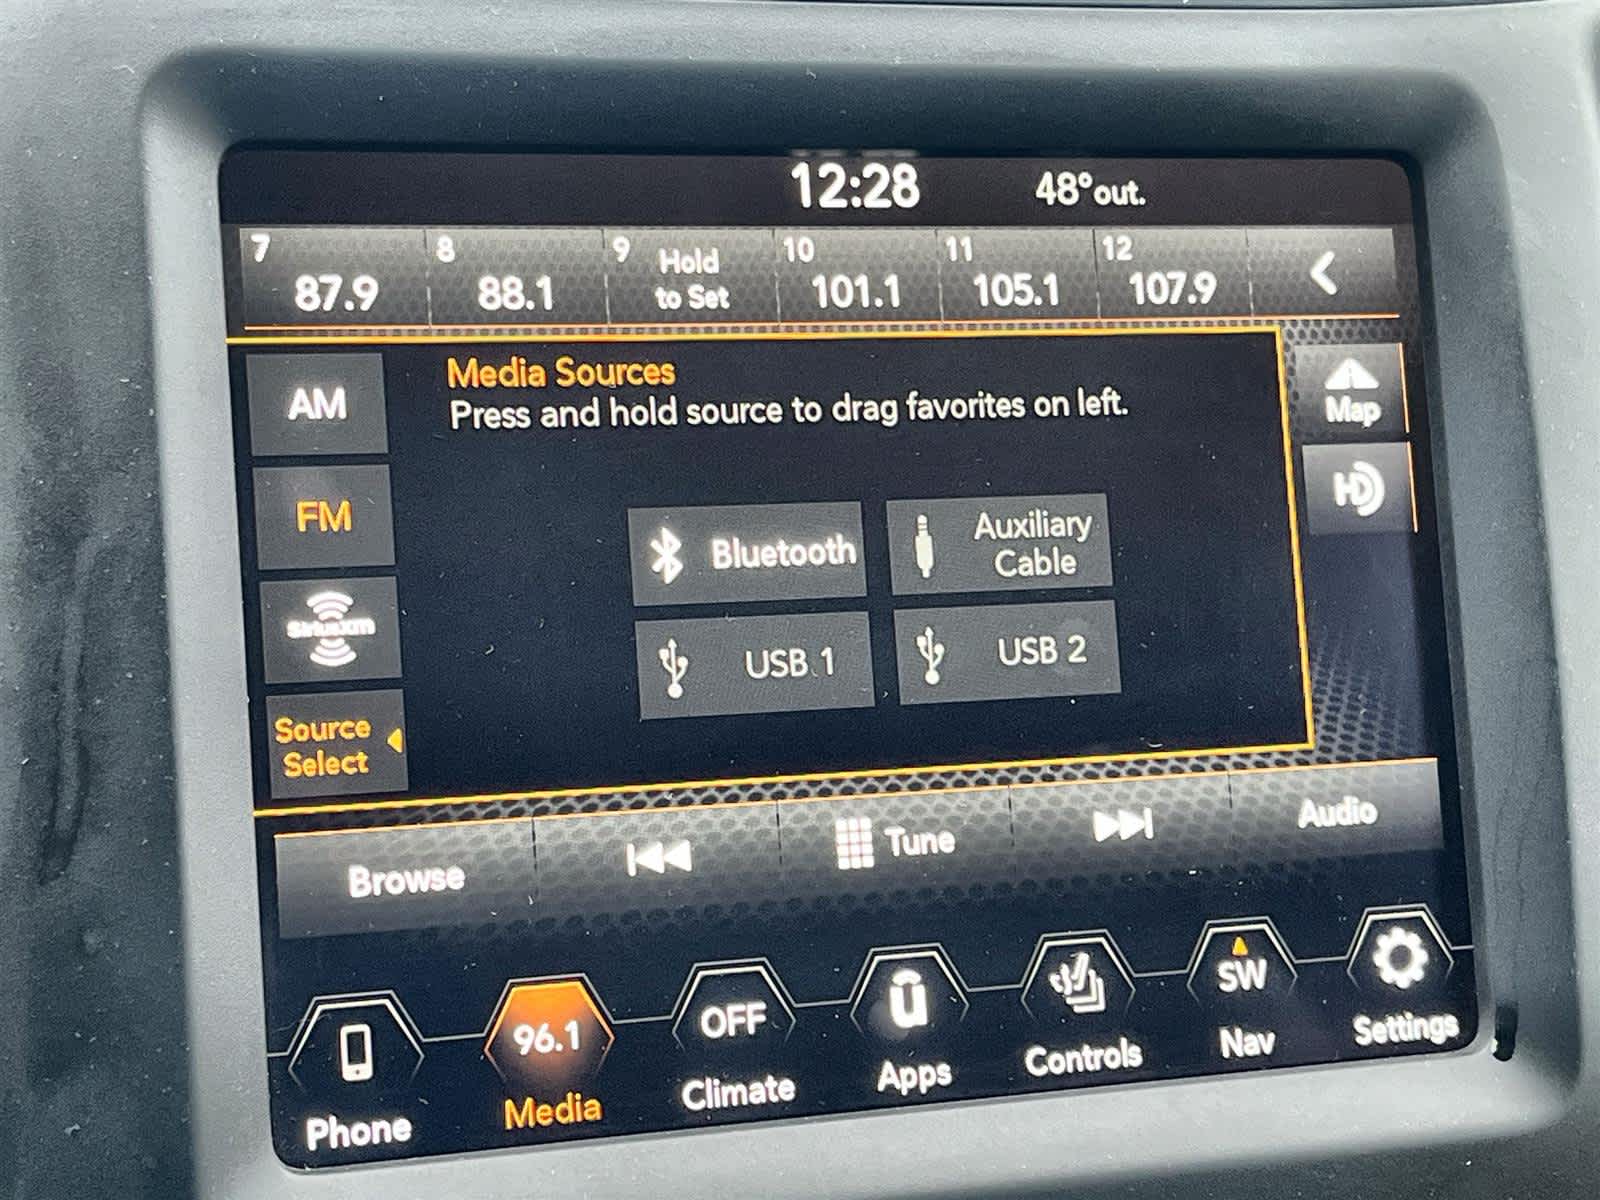 12:28 48°out.
7 8 9 Hold 10 11 12
87.9 88.1 to Set 101.1 105.1 107.9
Media Sources
Press and hold source to drag favorites on left.
AM
Map
FM
HD
Bluetooth
Auxiliary
Cable
SiriusXM
USB 1 USB 2
Source
Select
Browse Tune Audio
96.1 OFF u SW
Phone Media Climate Apps Controls Nav Settings